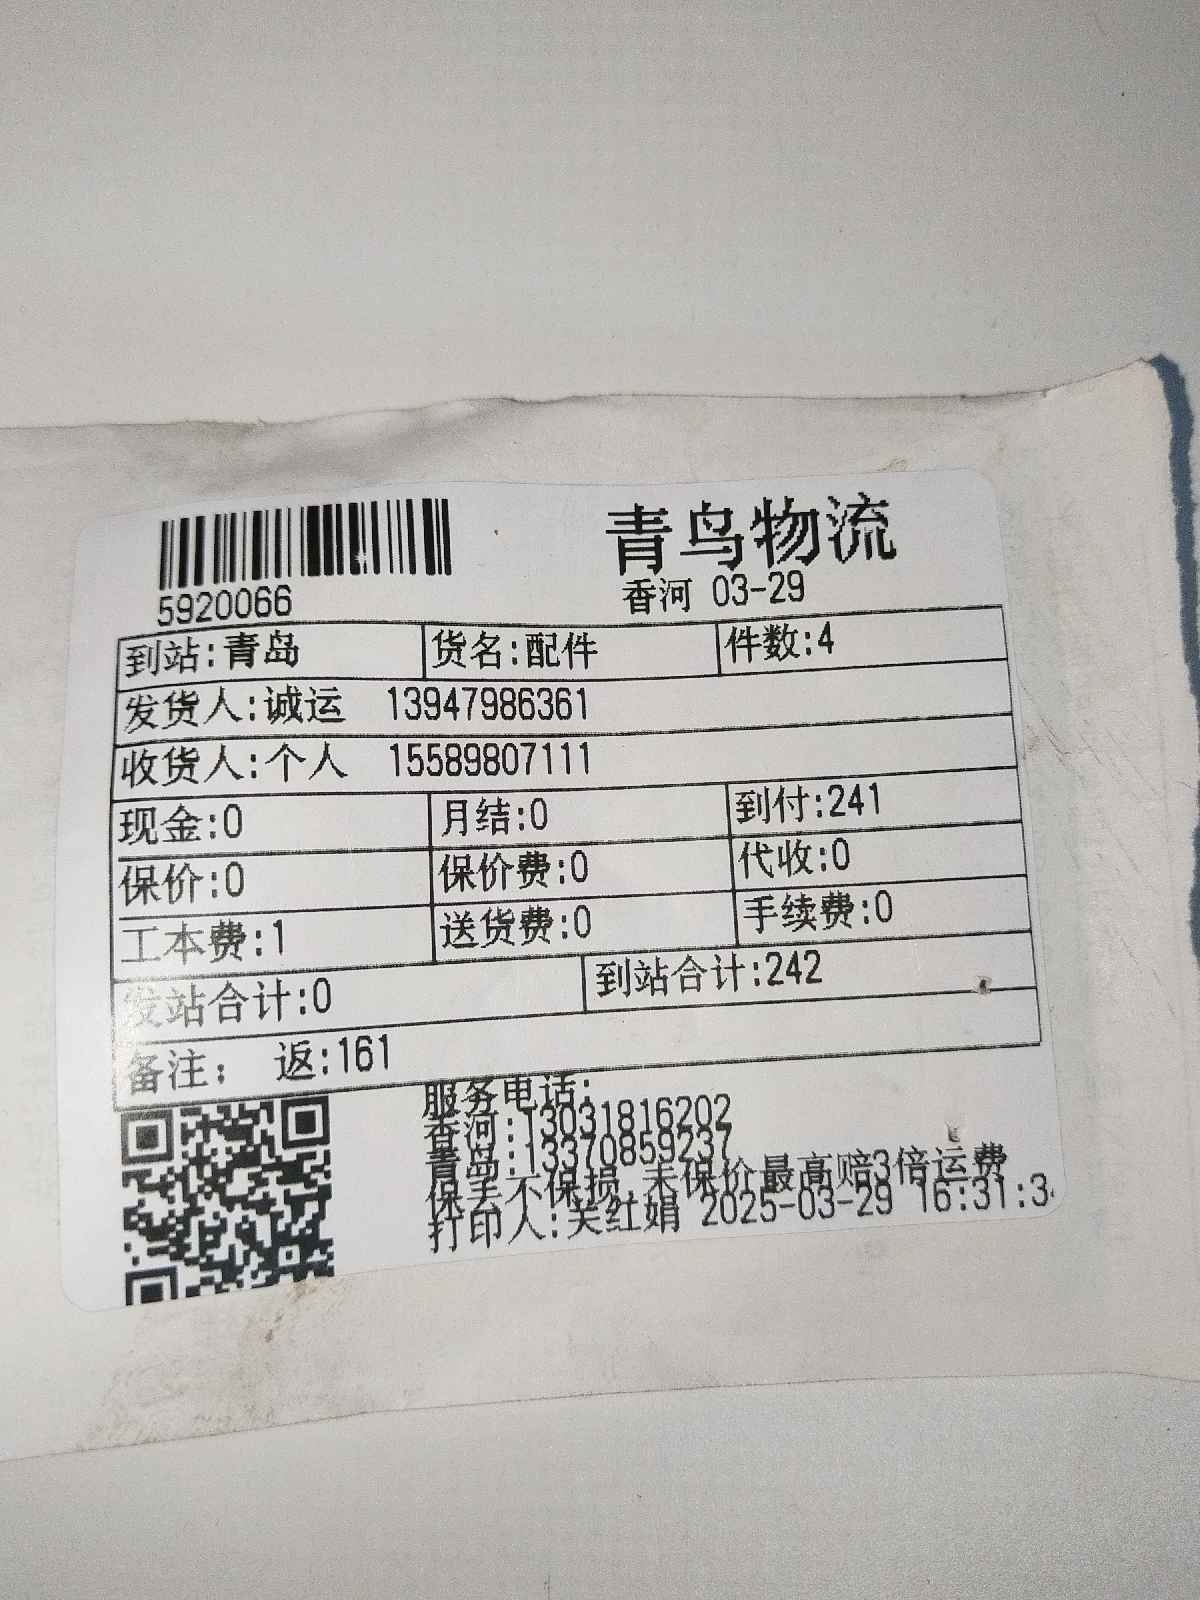 青鸟物流
5920066
香河 03-29
到站:青岛 货名:配件 件数:4
发货人:诚运 13947986361
收货人:个人 15589807111
现金:0 月结:0 到付:241
保价:0 保价费:0 代收:0
工本费:1 送货费:0 手续费:0
发站合计:0 到站合计:242
备注: 返:161
服务电话:
香河:13031816202
青岛:13370859237
保丢不保损,未保价最高赔3倍运费
打印人:关红娟 2025-03-29 16:31:3